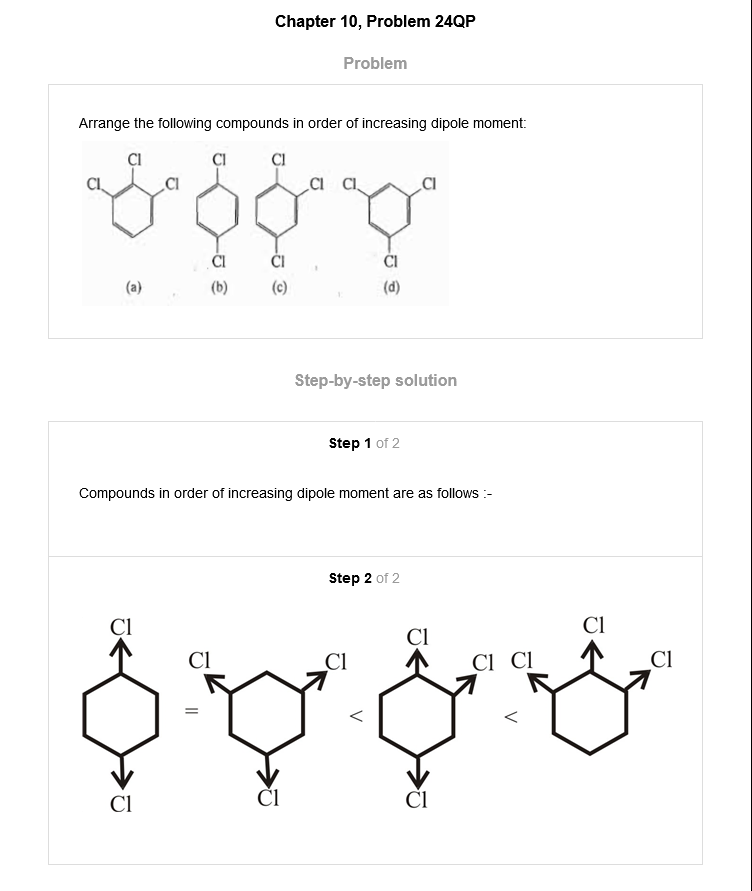 Chapter 10, Problem 24QP
Problem
Arrange the following compounds in order of increasing dipole moment:
Cl Cl Cl
Cl Cl Cl Cl Cl
Cl Cl Cl
(a) (b) (c) (d)
Step-by-step solution
Step 1 of 2
Compounds in order of increasing dipole moment are as follows :-
Step 2 of 2
Cl Cl Cl
Cl Cl Cl Cl Cl
= < <
Cl Cl Cl